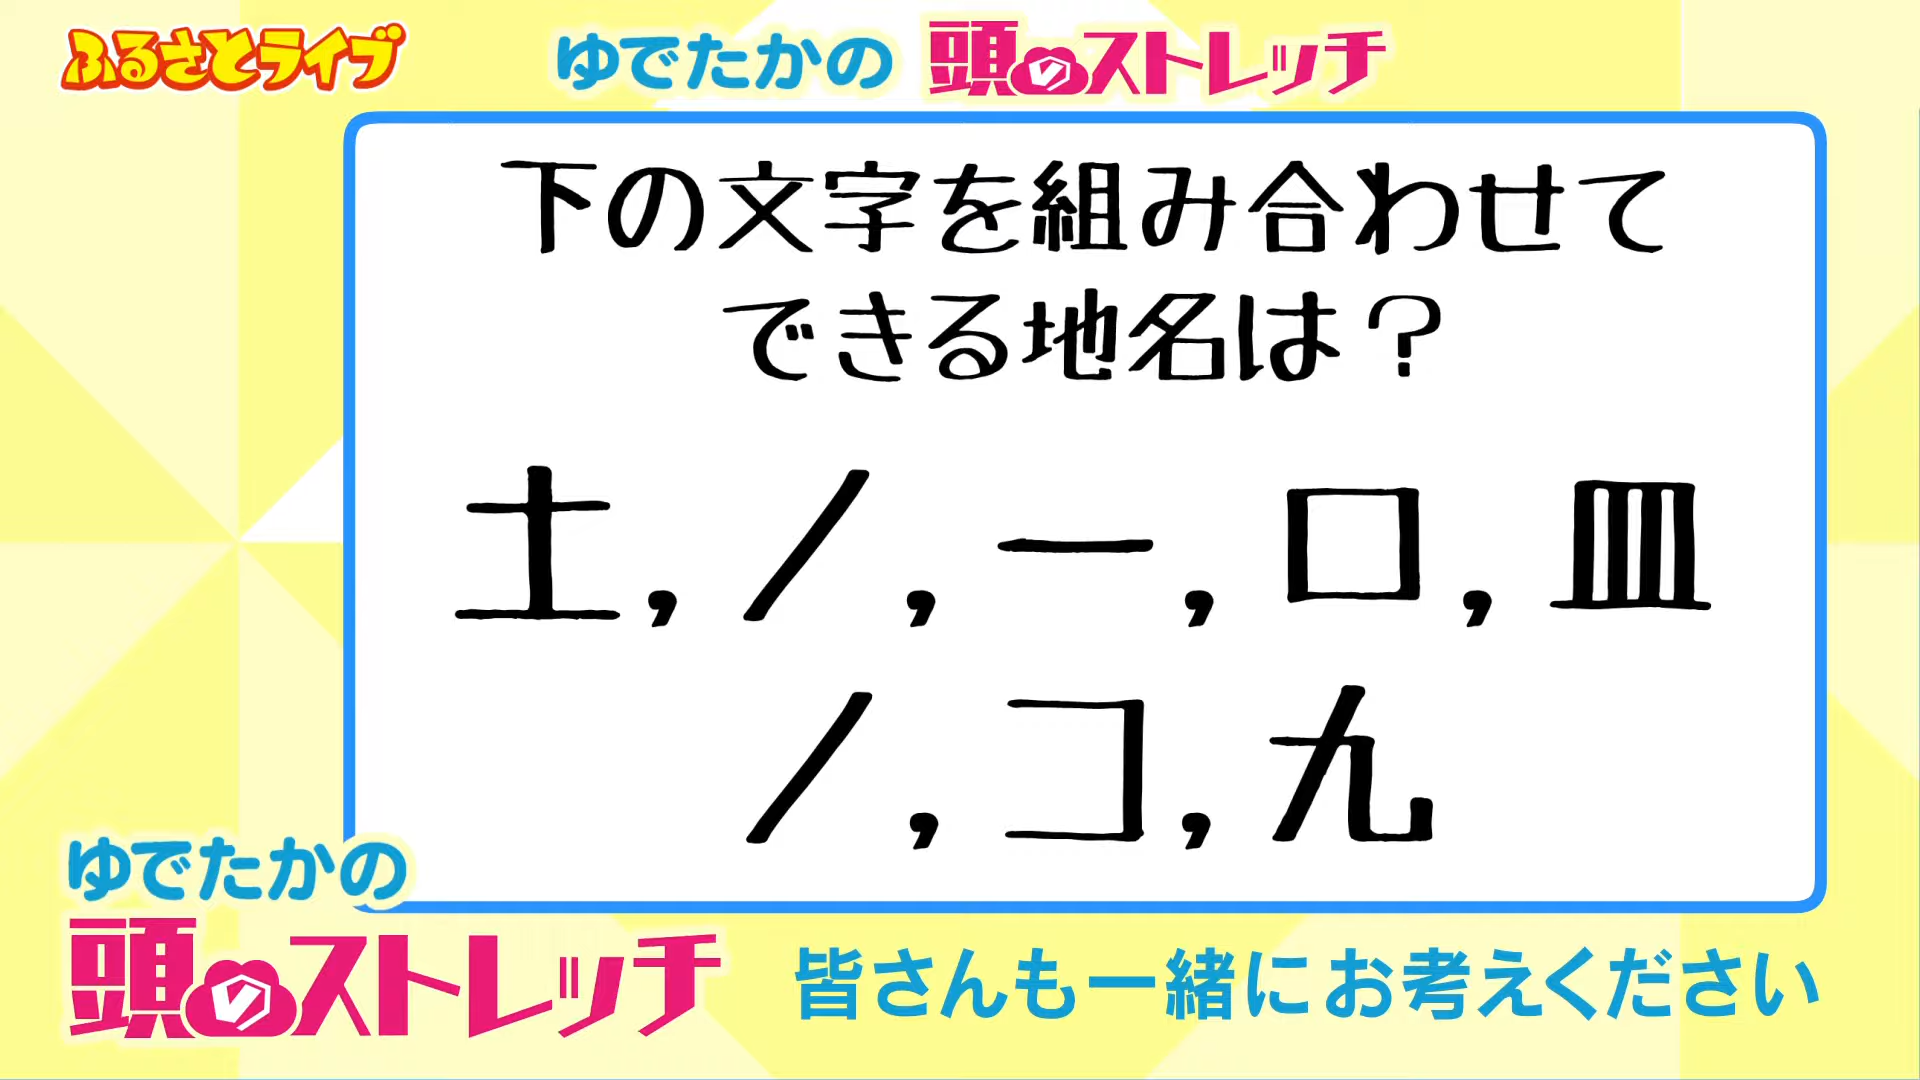 ふるさとライブ
ゆでたかの 頭のストレッチ
下の文字を組み合わせて
できる地名は？
土,ノ,一,口,皿
ノ,コ,九
ゆでたかの
頭のストレッチ
皆さんも一緒にお考えください